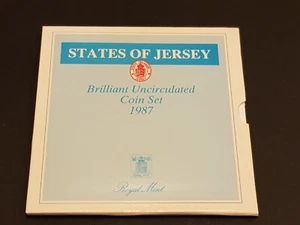 STATES OF JERSEY
Brilliant Uncirculated
Coin Set
1987
Royal Mint